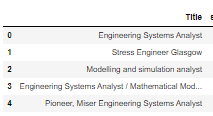 Title
0 Engineering Systems Analyst
1 Stress Engineer Glasgow
2 Modelling and simulation analyst
3 Engineering Systems Analyst / Mathematical Mod...
4 Pioneer, Miser Engineering Systems Analyst